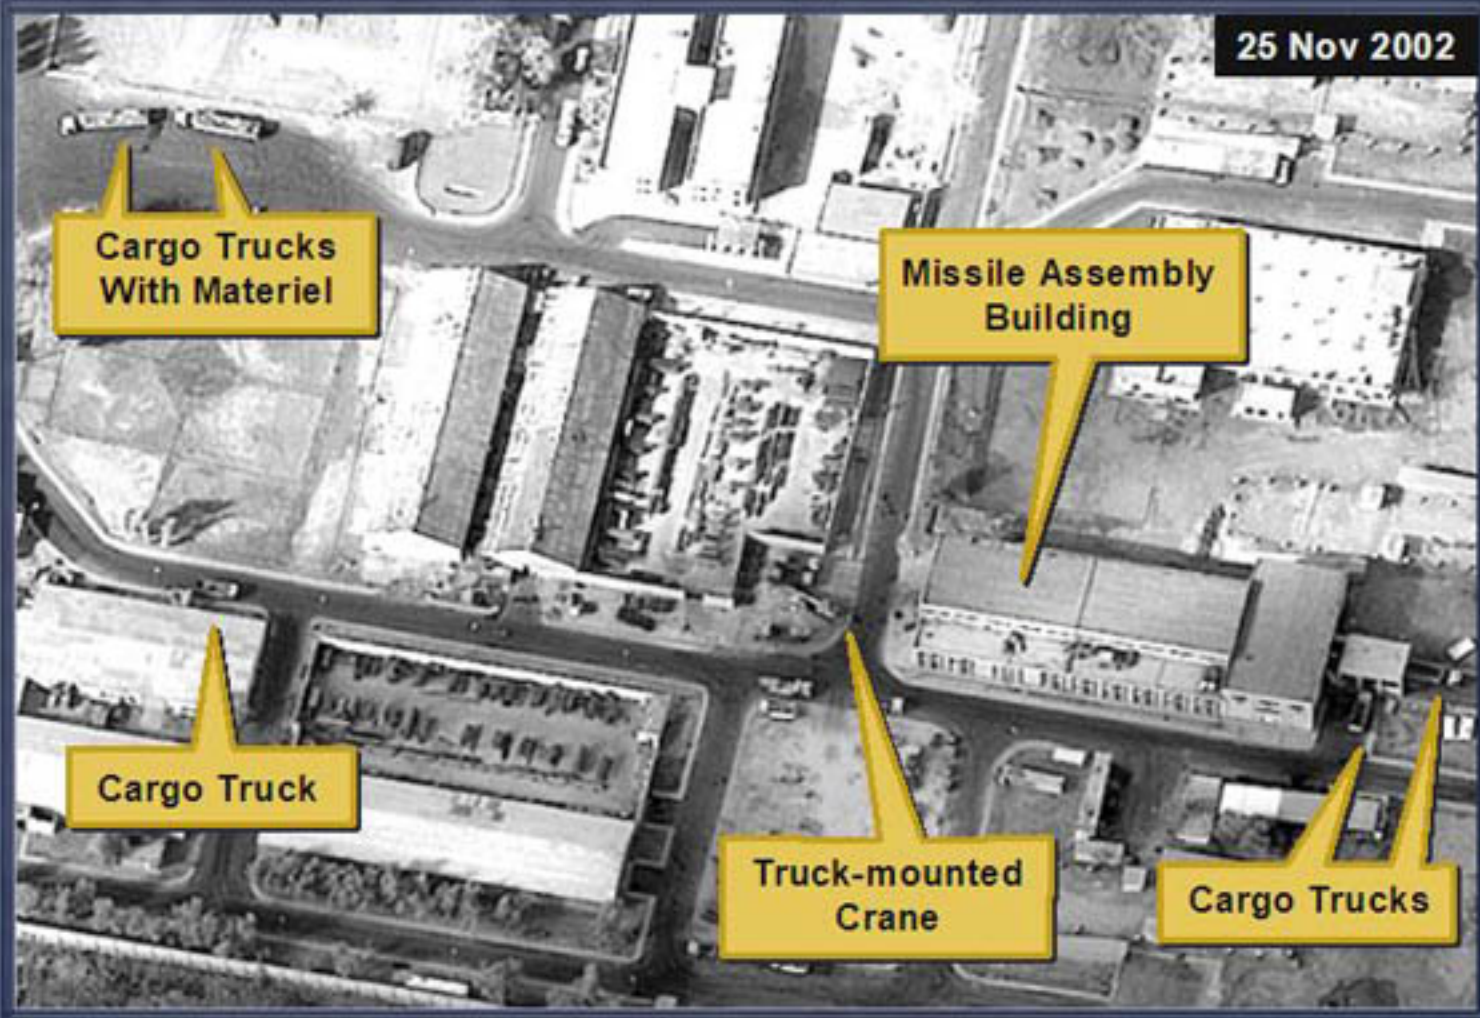 25 Nov 2002
Cargo Trucks
With Materiel
Missile Assembly
Building
Cargo Truck
Truck-mounted
Crane
Cargo Trucks